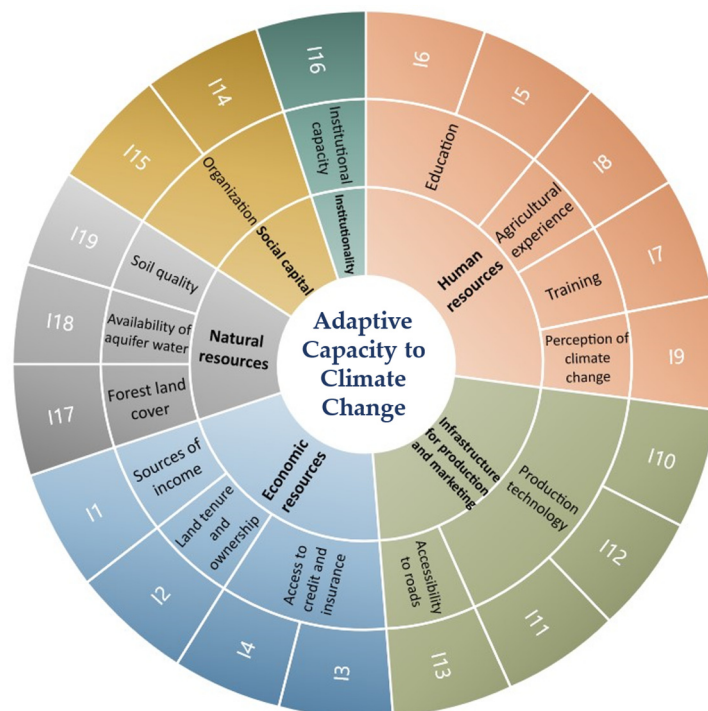 Adaptive
Capacity to
Climate
Change
Human
resources
Education
I6
I5
Agricultural
experience
I8
Training
I7
Perception of
climate
change
I9
Infrastructure
for production
and marketing
Production
technology
I10
I12
I11
Accessibility
to roads
I13
Economic
resources
Access to
credit and
insurance
I3
I4
Land tenure
and
ownership
I2
Sources of
income
I1
Natural
resources
Forest land
cover
I17
Availability of
aquifer water
I18
Soil quality
I19
Social capital
Organization
I15
I14
Institutionality
Institutional
capacity
I16